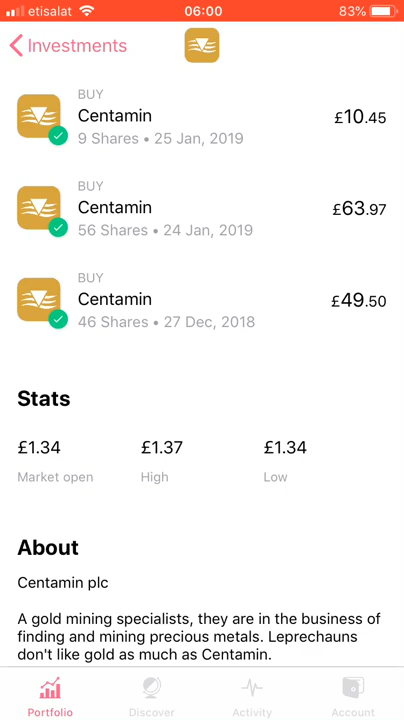 etisalat 06:00 83%
Investments
BUY
Centamin £10.45
9 Shares • 25 Jan, 2019
BUY
Centamin £63.97
56 Shares • 24 Jan, 2019
BUY
Centamin £49.50
46 Shares • 27 Dec, 2018
Stats
£1.34 £1.37 £1.34
Market open High Low
About
Centamin plc
A gold mining specialists, they are in the business of
finding and mining precious metals. Leprechauns
don't like gold as much as Centamin.
Portfolio Discover Activity Account